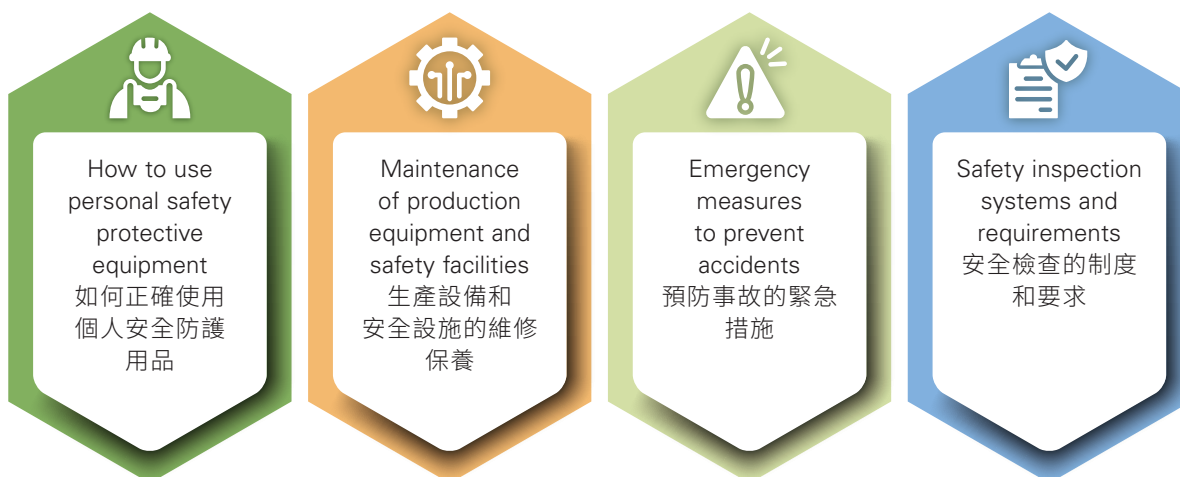 How to use
personal safety
protective
equipment
如何正確使用
個人安全防護
用品
Maintenance
of production
equipment and
safety facilities
生產設備和
安全設施的維修
保養
Emergency
measures
to prevent
accidents
預防事故的緊急
措施
Safety inspection
systems and
requirements
安全檢查的制度
和要求